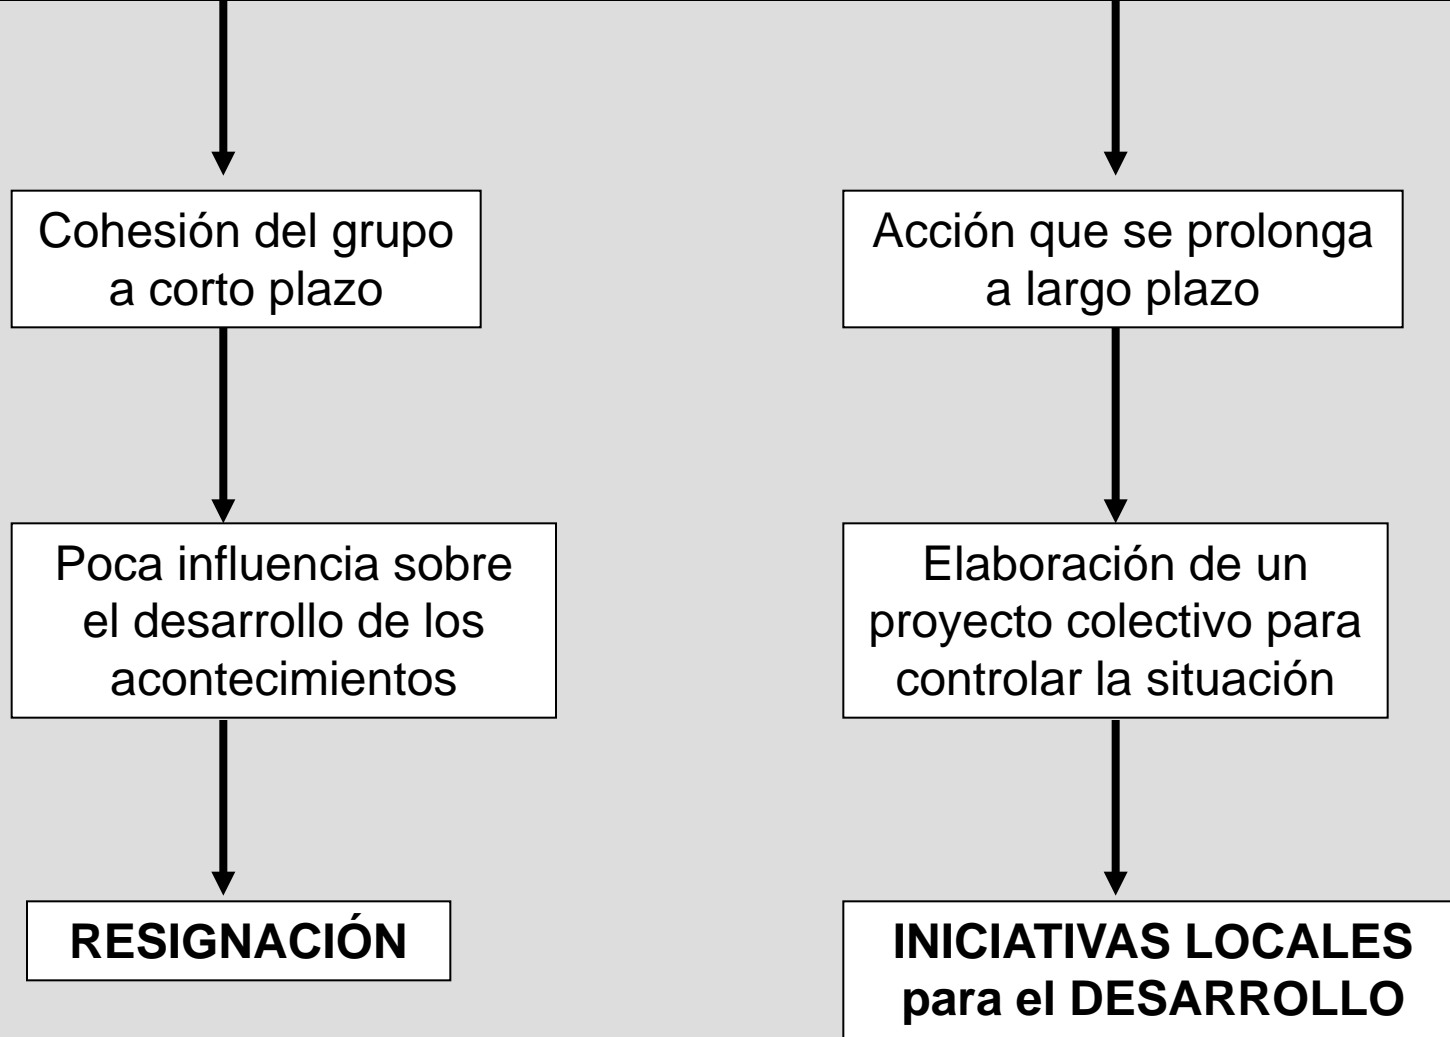 Cohesión del grupo
a corto plazo
Acción que se prolonga
a largo plazo
Poca influencia sobre
el desarrollo de los
acontecimientos
Elaboración de un
proyecto colectivo para
controlar la situación
RESIGNACIÓN
INICIATIVAS LOCALES
para el DESARROLLO